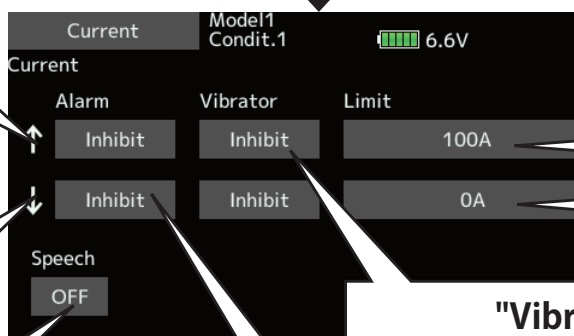 Current Model1
Condit.1 6.6V
Current
Alarm Vibrator Limit
↑ Inhibit Inhibit 100A
↓ Inhibit Inhibit 0A
Speech
OFF
"Vibr